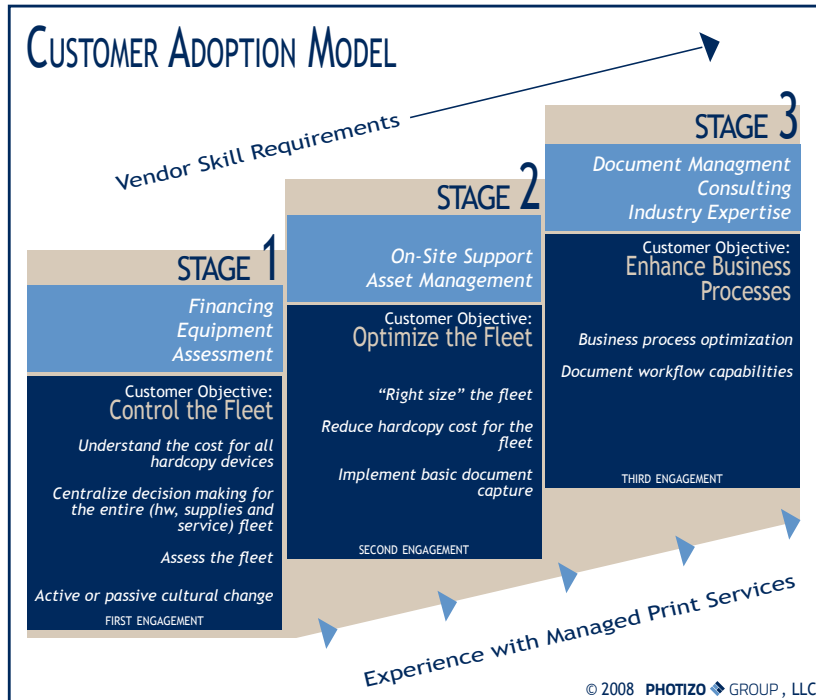 CUSTOMER ADOPTION MODEL
Vendor Skill Requirements
STAGE 1
Financing
Equipment
Assessment
Customer Objective:
Control the Fleet
Understand the cost for all
hardcopy devices
Centralize decision making for
the entire (hw, supplies and
service) fleet
Assess the fleet
Active or passive cultural change
FIRST ENGAGEMENT
STAGE 2
On-Site Support
Asset Management
Customer Objective:
Optimize the Fleet
“Right size” the fleet
Reduce hardcopy cost for the
fleet
Implement basic document
capture
SECOND ENGAGEMENT
STAGE 3
Document Managment
Consulting
Industry Expertise
Customer Objective:
Enhance Business
Processes
Business process optimization
Document workflow capabilities
THIRD ENGAGEMENT
Experience with Managed Print Services
© 2008 PHOTIZO GROUP, LLC